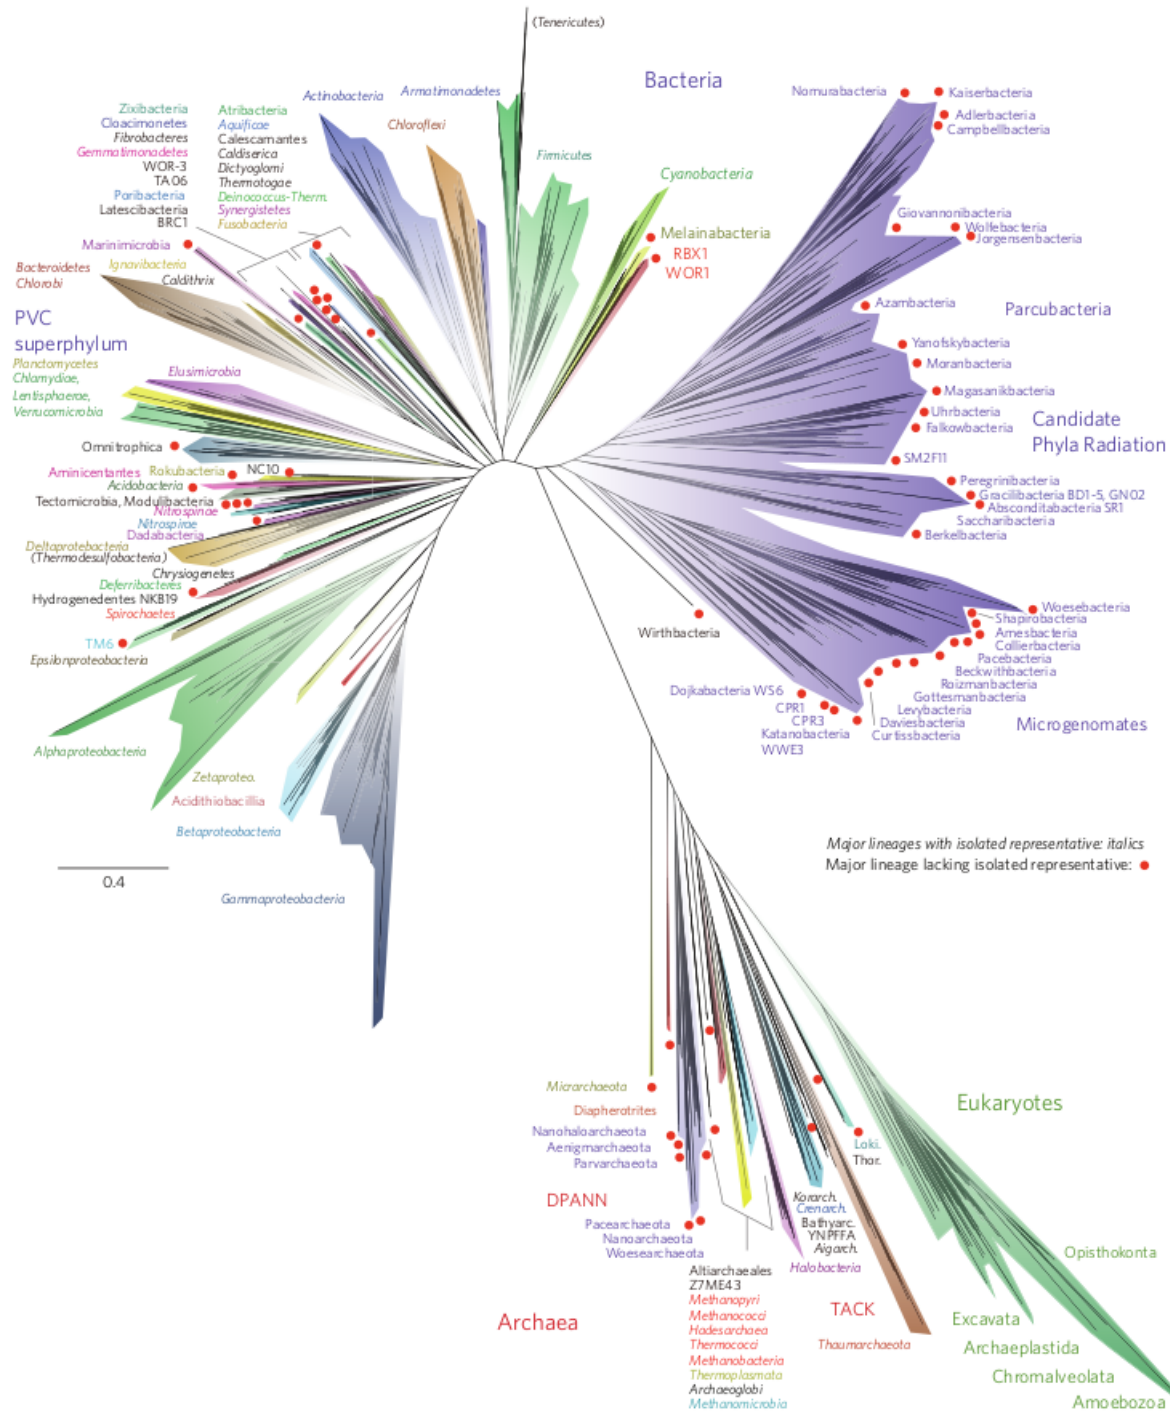 (Tenericutes)
Bacteria
Zixibacteria
Cloacimonetes
Fibrobacteres
Gemmatimonadetes
WOR-3
TA06
Poribacteria
Latescibacteria
BRC1
Marinimicrobia
Bacteroidetes
Chlorobi
Ignavibacteria
Caldithrix
Atribacteria
Aquificae
Calescamantes
Caldiserica
Dictyoglomi
Thermotogae
Deinococcus-Therm.
Synergistetes
Fusobacteria
Actinobacteria
Armatimonadetes
Chloroflexi
Firmicutes
Cyanobacteria
Melainabacteria
RBX1
WOR1
PVC
superphylum
Planctomycetes
Chlamydiae,
Lentisphaerae,
Verrucomicrobia
Elusimicrobia
Omnitrophica
Aminicentantes
Rokubacteria
NC10
Acidobacteria
Tectomicrobia, Modulibacteria
Nitrospinae
Nitrospirae
Dadabacteria
Deltaproteobacteria
(Thermodesulfobacteria)
Chrysiogenetes
Deferribacteres
Hydrogenedentes NKB19
Spirochaetes
TM6
Epsilonproteobacteria
Alphaproteobacteria
Zetaproteo.
Acidithiobacillia
Betaproteobacteria
0.4
Gammaproteobacteria
Nomurabacteria
Kaiserbacteria
Adlerbacteria
Campbellbacteria
Giovannonibacteria
Wolfebacteria
Jorgensenbacteria
Azambacteria
Parcubacteria
Yanofskybacteria
Moranbacteria
Magasanikbacteria
Uhrbacteria
Falkowbacteria
Candidate
Phyla Radiation
SM2F11
Peregrinibacteria
Gracilibacteria BD1-5, GN02
Absconditabacteria SR1
Saccharibacteria
Berkelbacteria
Woesebacteria
Shapirobacteria
Amesbacteria
Collierbacteria
Pacebacteria
Beckwithbacteria
Roizmanbacteria
Gottesmanbacteria
Levybacteria
Daviesbacteria
Curtissbacteria
Microgenomates
Wirthbacteria
Dojkabacteria WS6
CPR1
CPR3
Katanobacteria
WWE3
Major lineages with isolated representative: italics
Major lineage lacking isolated representative:
Micrarchaeota
Diapherotrites
Nanohaloarchaeota
Aenigmarchaeota
Parvarchaeota
DPANN
Pacearchaeota
Nanoarchaeota
Woesearchaeota
Archaea
Altiarchaeales
Z7ME43
Methanopyri
Methanococci
Hadesarchaea
Thermococci
Methanobacteria
Thermoplasmata
Archaeoglobi
Methanomicrobia
Halobacteria
Korarch.
Crenarch.
Bathyarc.
YNPFFA
Aigarch.
TACK
Thaumarchaeota
Loki.
Thor.
Eukaryotes
Opisthokonta
Excavata
Archaeplastida
Chromalveolata
Amoebozoa